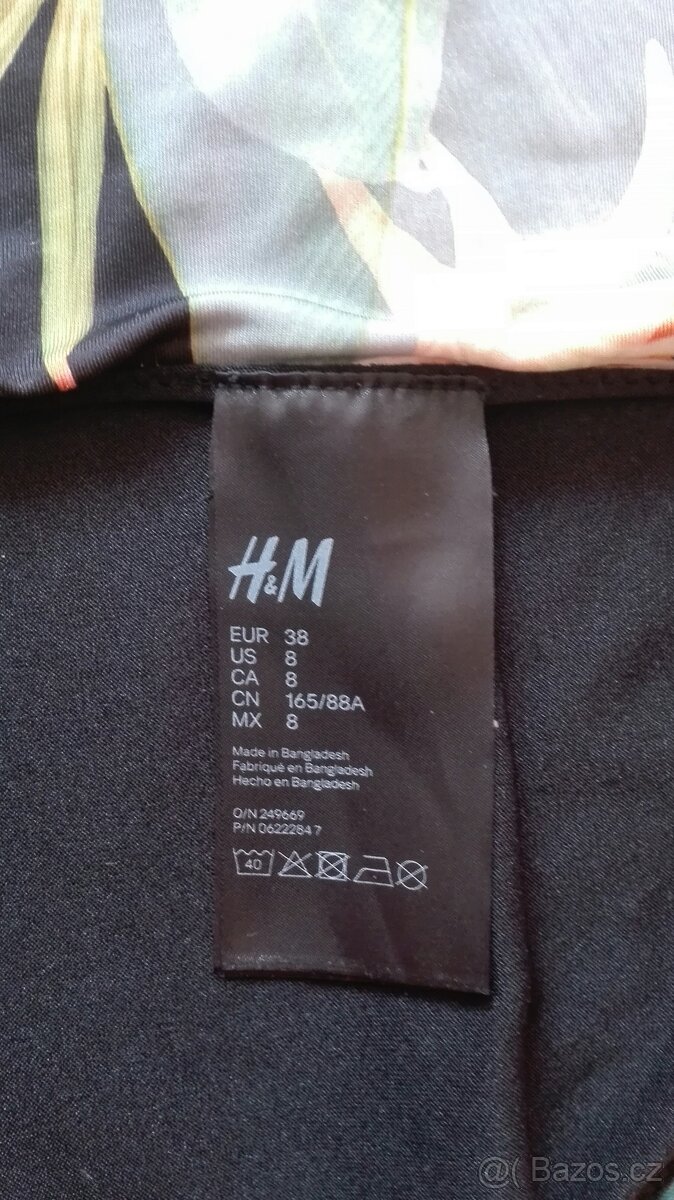 H&M
EUR 38
US 8
CA 8
CN 165/88A
MX 8
Made in Bangladesh
Fabriqué en Bangladesh
Hecho en Bangladesh
O/N 249669
P/N 0622284 7
40
@( Bazos.cz